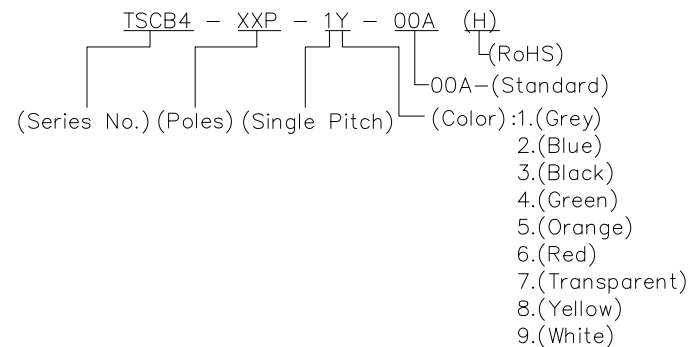 TSCB4 - XXP - 1Y - 00A (H)
(RoHS)
00A-(Standard)
(Series No.) (Poles) (Single Pitch) (Color):1.(Grey)
2.(Blue)
3.(Black)
4.(Green)
5.(Orange)
6.(Red)
7.(Transparent)
8.(Yellow)
9.(White)